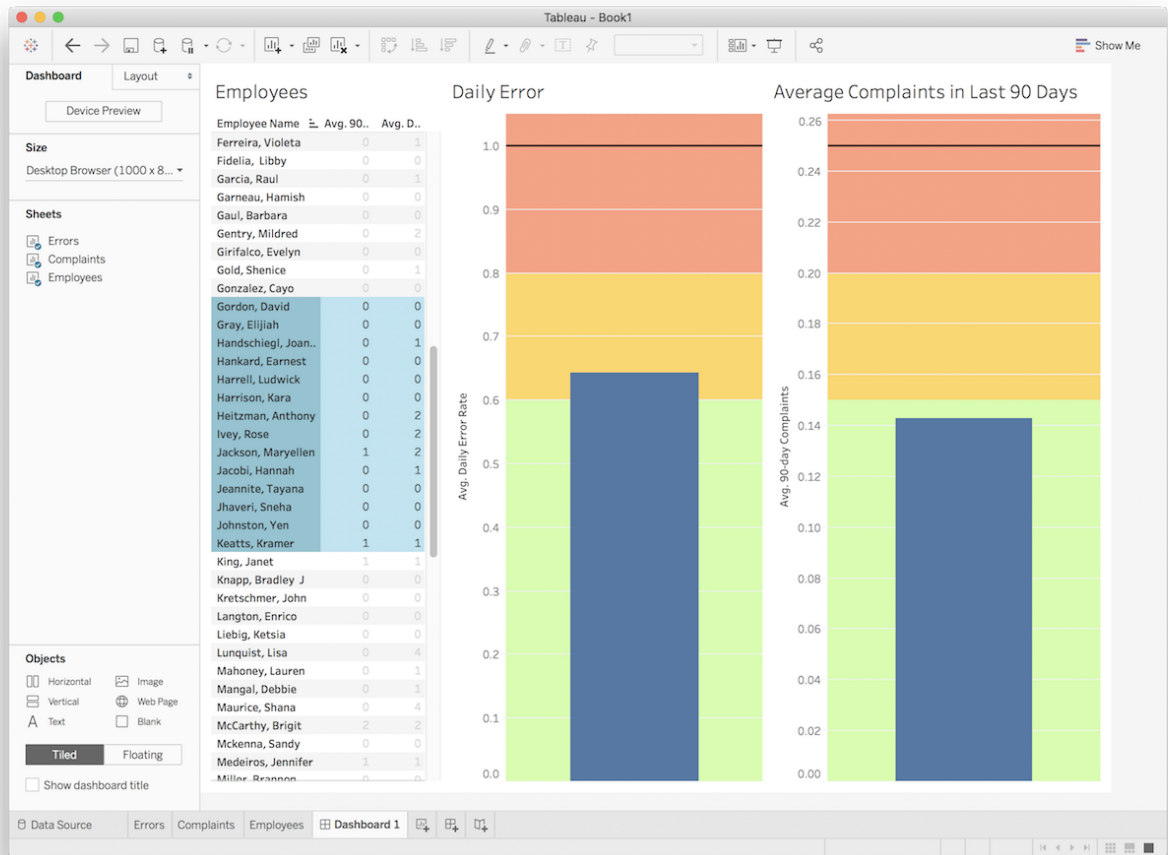 Tableau - Book1
Show Me
Dashboard
Layout
Device Preview
Size
Desktop Browser (1000 x 8...
Sheets
Errors
Complaints
Employees
Objects
Horizontal
Image
Vertical
Web Page
A Text
Blank
Tiled
Floating
Show dashboard title
Employees
Employee Name Avg. 90.. Avg. D..
Ferreira, Violeta 0 1
Fidelia, Libby 0 0
Garcia, Raul 0 1
Garneau, Hamish 0 0
Gaul, Barbara 0 0
Gentry, Mildred 0 2
Girifalco, Evelyn 0 0
Gold, Shenice 0 1
Gonzalez, Cayo 0 0
Gordon, David 0 0
Gray, Elijiah 0 0
Handschiegl, Joan.. 0 1
Hankard, Earnest 0 0
Harrell, Ludwick 0 0
Harrison, Kara 0 0
Heitzman, Anthony 0 2
Ivey, Rose 0 2
Jackson, Maryellen 1 2
Jacobi, Hannah 0 1
Jeannite, Tayana 0 0
Jhaveri, Sneha 0 0
Johnston, Yen 0 0
Keatts, Kramer 1 1
King, Janet 1 1
Knapp, Bradley J 0 0
Kretschmer, John 0 0
Langton, Enrico 0 0
Liebig, Ketsia 0 0
Lunquist, Lisa 0 4
Mahoney, Lauren 0 1
Mangal, Debbie 0 1
Maurice, Shana 0 4
McCarthy, Brigit 2 2
Mckenna, Sandy 0 0
Medeiros, Jennifer 1 1
Miller, Brannon 0 0
Daily Error
Avg. Daily Error Rate
1.0
0.9
0.8
0.7
0.6
0.5
0.4
0.3
0.2
0.1
0.0
Average Complaints in Last 90 Days
Avg. 90-day Complaints
0.26
0.24
0.22
0.20
0.18
0.16
0.14
0.12
0.10
0.08
0.06
0.04
0.02
0.00
Data Source
Errors
Complaints
Employees
Dashboard 1